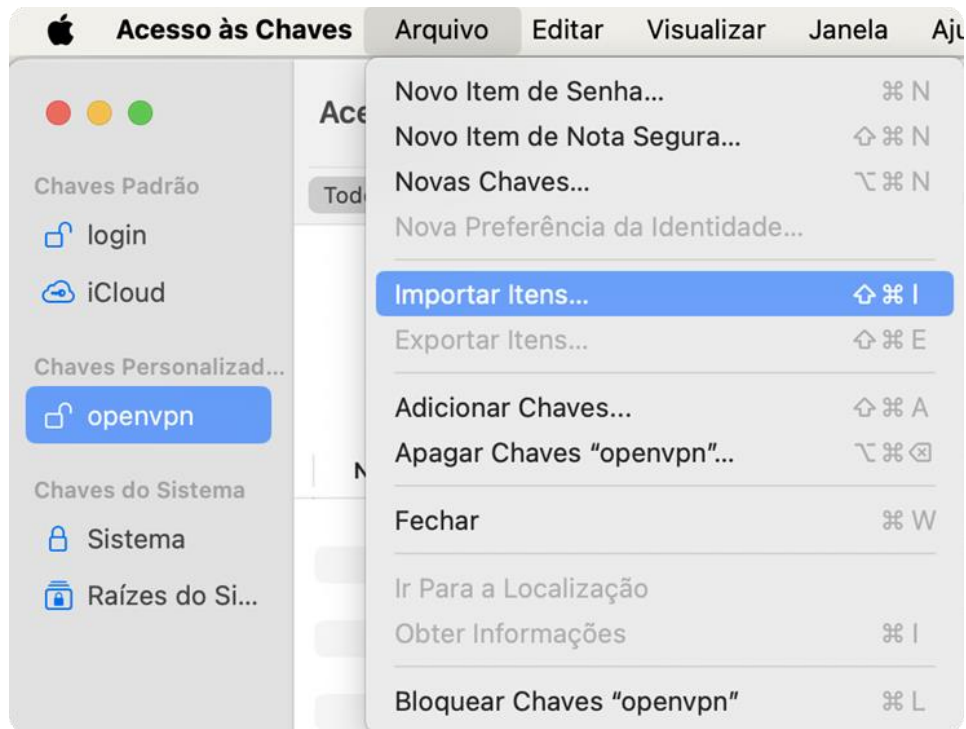 Acesso às Chaves Arquivo Editar Visualizar Janela
Chaves Padrão
login
iCloud
Chaves Personalizad...
openvpn
Chaves do Sistema
Sistema
Raízes do Si...
Novo Item de Senha... ⌘ N
Novo Item de Nota Segura... ⇧ ⌘ N
Novas Chaves... ⌥ ⌘ N
Nova Preferência da Identidade...
Importar Itens... ⇧ ⌘ I
Exportar Itens... ⇧ ⌘ E
Adicionar Chaves... ⇧ ⌘ A
Apagar Chaves “openvpn”... ⌥ ⌘ ⌫
Fechar ⌘ W
Ir Para a Localização
Obter Informações ⌘ I
Bloquear Chaves “openvpn” ⌘ L